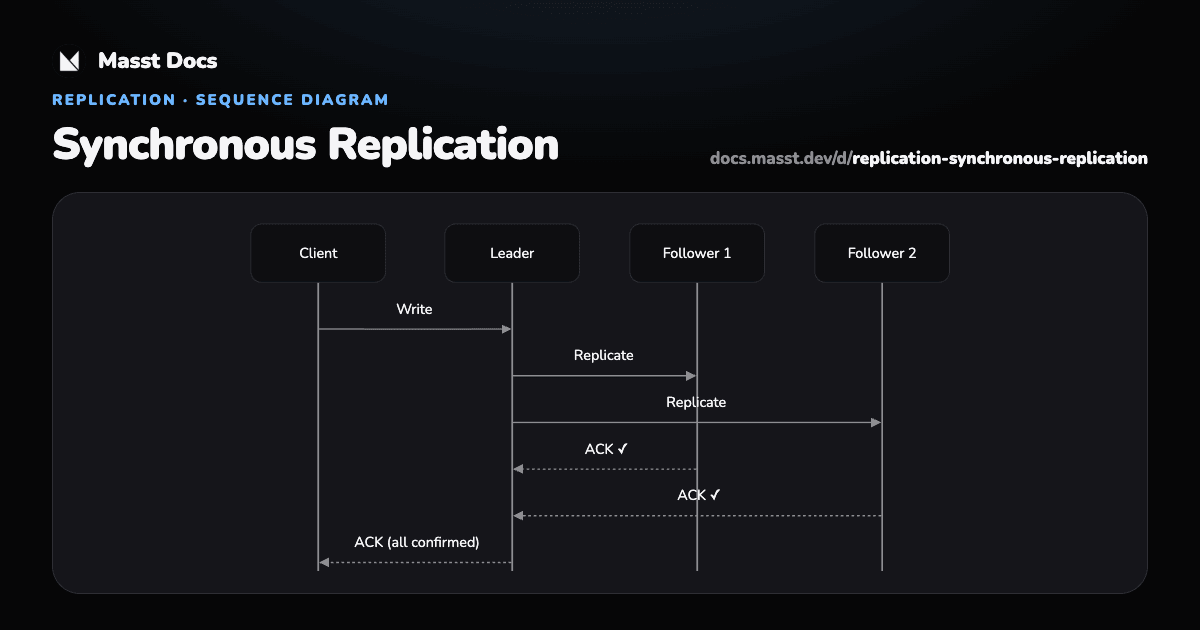 Masst Docs
REPLICATION · SEQUENCE DIAGRAM
Synchronous Replication
docs.masst.dev/d/replication-synchronous-replication
Client
Leader
Follower 1
Follower 2
Write
Replicate
Replicate
ACK ✓
ACK ✓
ACK (all confirmed)